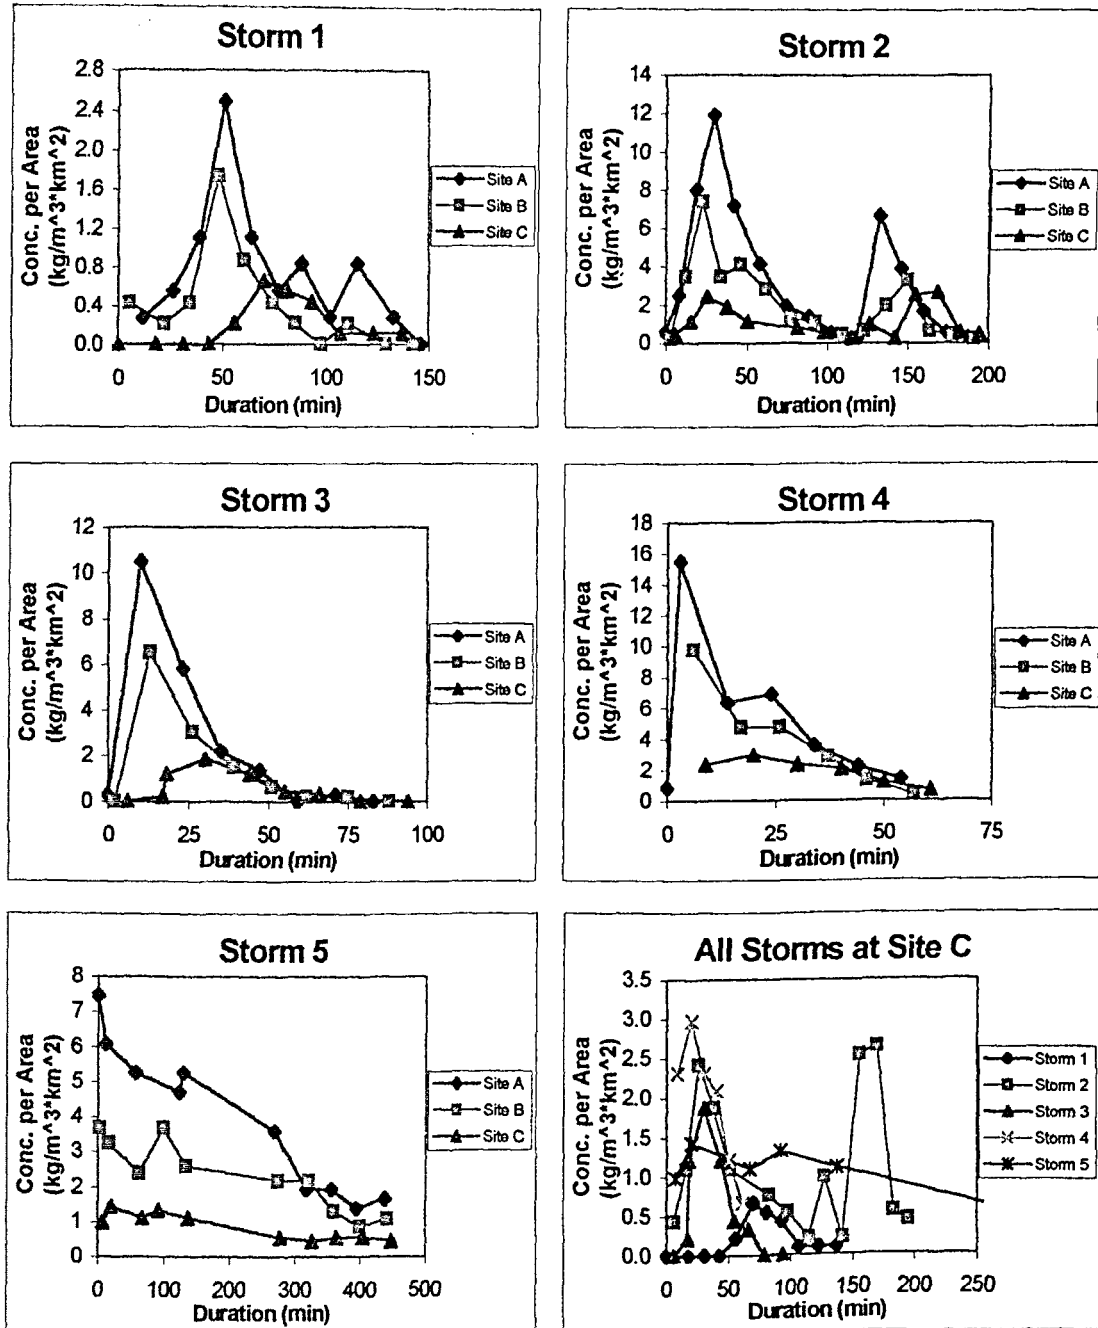 Storm 1
Conc. per Area
(kg/m^3*km^2)
2.8
2.4
2.0
1.6
1.2
0.8
0.4
0.0
0 50 100 150
Duration (min)
Site A
Site B
Site C
Storm 2
Conc. per Area
(kg/m^3*km^2)
14
12
10
8
6
4
2
0
0 50 100 150 200
Duration (min)
Site A
Site B
Site C
Storm 3
Conc. per Area
(kg/m^3*km^2)
12
10
8
6
4
2
0
0 25 50 75 100
Duration (min)
Site A
Site B
Site C
Storm 4
Conc. per Area
(kg/m^3*km^2)
18
16
14
12
10
8
6
4
2
0
0 25 50 75
Duration (min)
Site A
Site B
Site C
Storm 5
Conc. per Area
(kg/m^3*km^2)
8
7
6
5
4
3
2
1
0
0 100 200 300 400 500
Duration (min)
Site A
Site B
Site C
All Storms at Site C
Conc. per Area
(kg/m^3*km^2)
3.5
3.0
2.5
2.0
1.5
1.0
0.5
0.0
0 50 100 150 200 250
Duration (min)
Storm 1
Storm 2
Storm 3
Storm 4
Storm 5